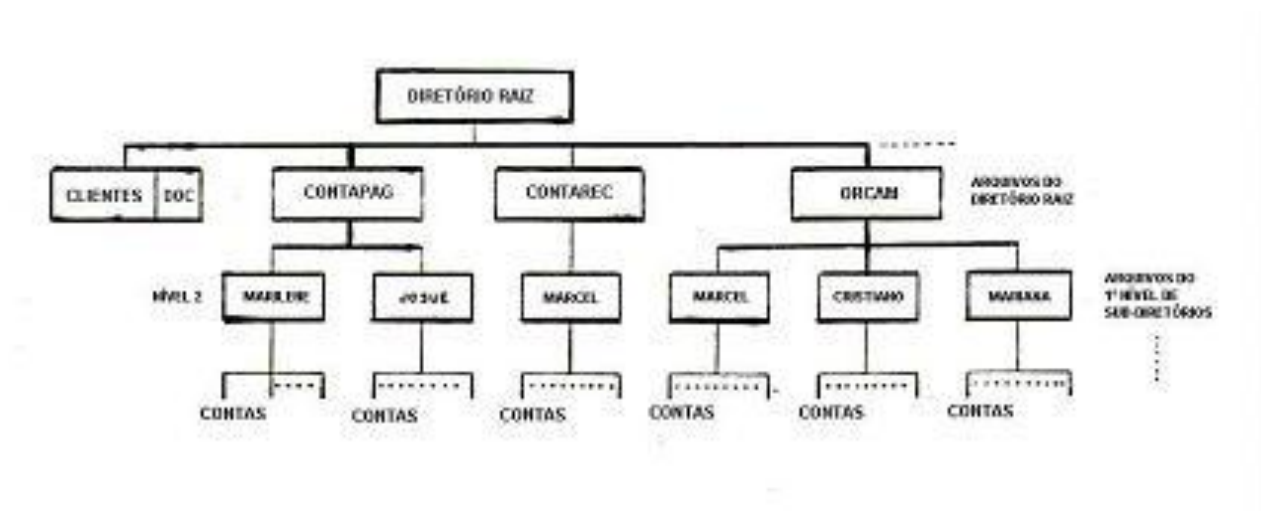 DIRETÓRIO RAIZ
CLIENTES DOC
CONTAPAG
CONTAREC
ORCAM
ARQUIVOS DO
DIRETÓRIO RAIZ
NÍVEL 2
MARILENE
JOSUÉ
MARCEL
MARCEL
CRISTIANO
MARIANA
ARQUIVOS DO
1º NÍVEL DE
SUB-DIRETÓRIOS
CONTAS
CONTAS
CONTAS
CONTAS
CONTAS
CONTAS